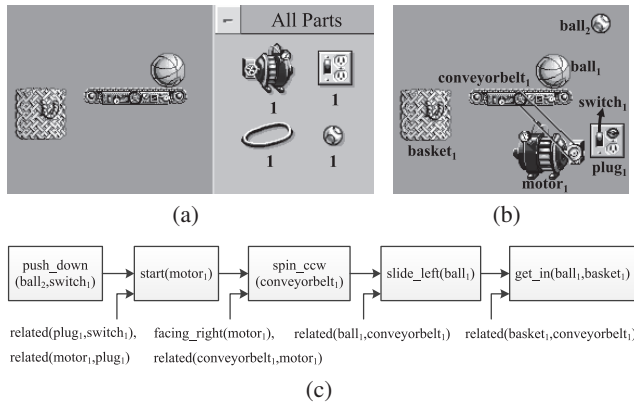 All Parts
1
1
1
1
(a)
ball₂
ball₁
conveyorbelt₁
switch₁
basket₁
plug₁
motor₁
(b)
push_down
(ball₂,switch₁)
start(motor₁)
spin_ccw
(conveyorbelt₁)
slide_left(ball₁)
get_in(ball₁,basket₁)
related(plug₁,switch₁),
related(motor₁,plug₁)
facing_right(motor₁),
related(conveyorbelt₁,motor₁)
related(ball₁,conveyorbelt₁)
related(basket₁,conveyorbelt₁)
(c)